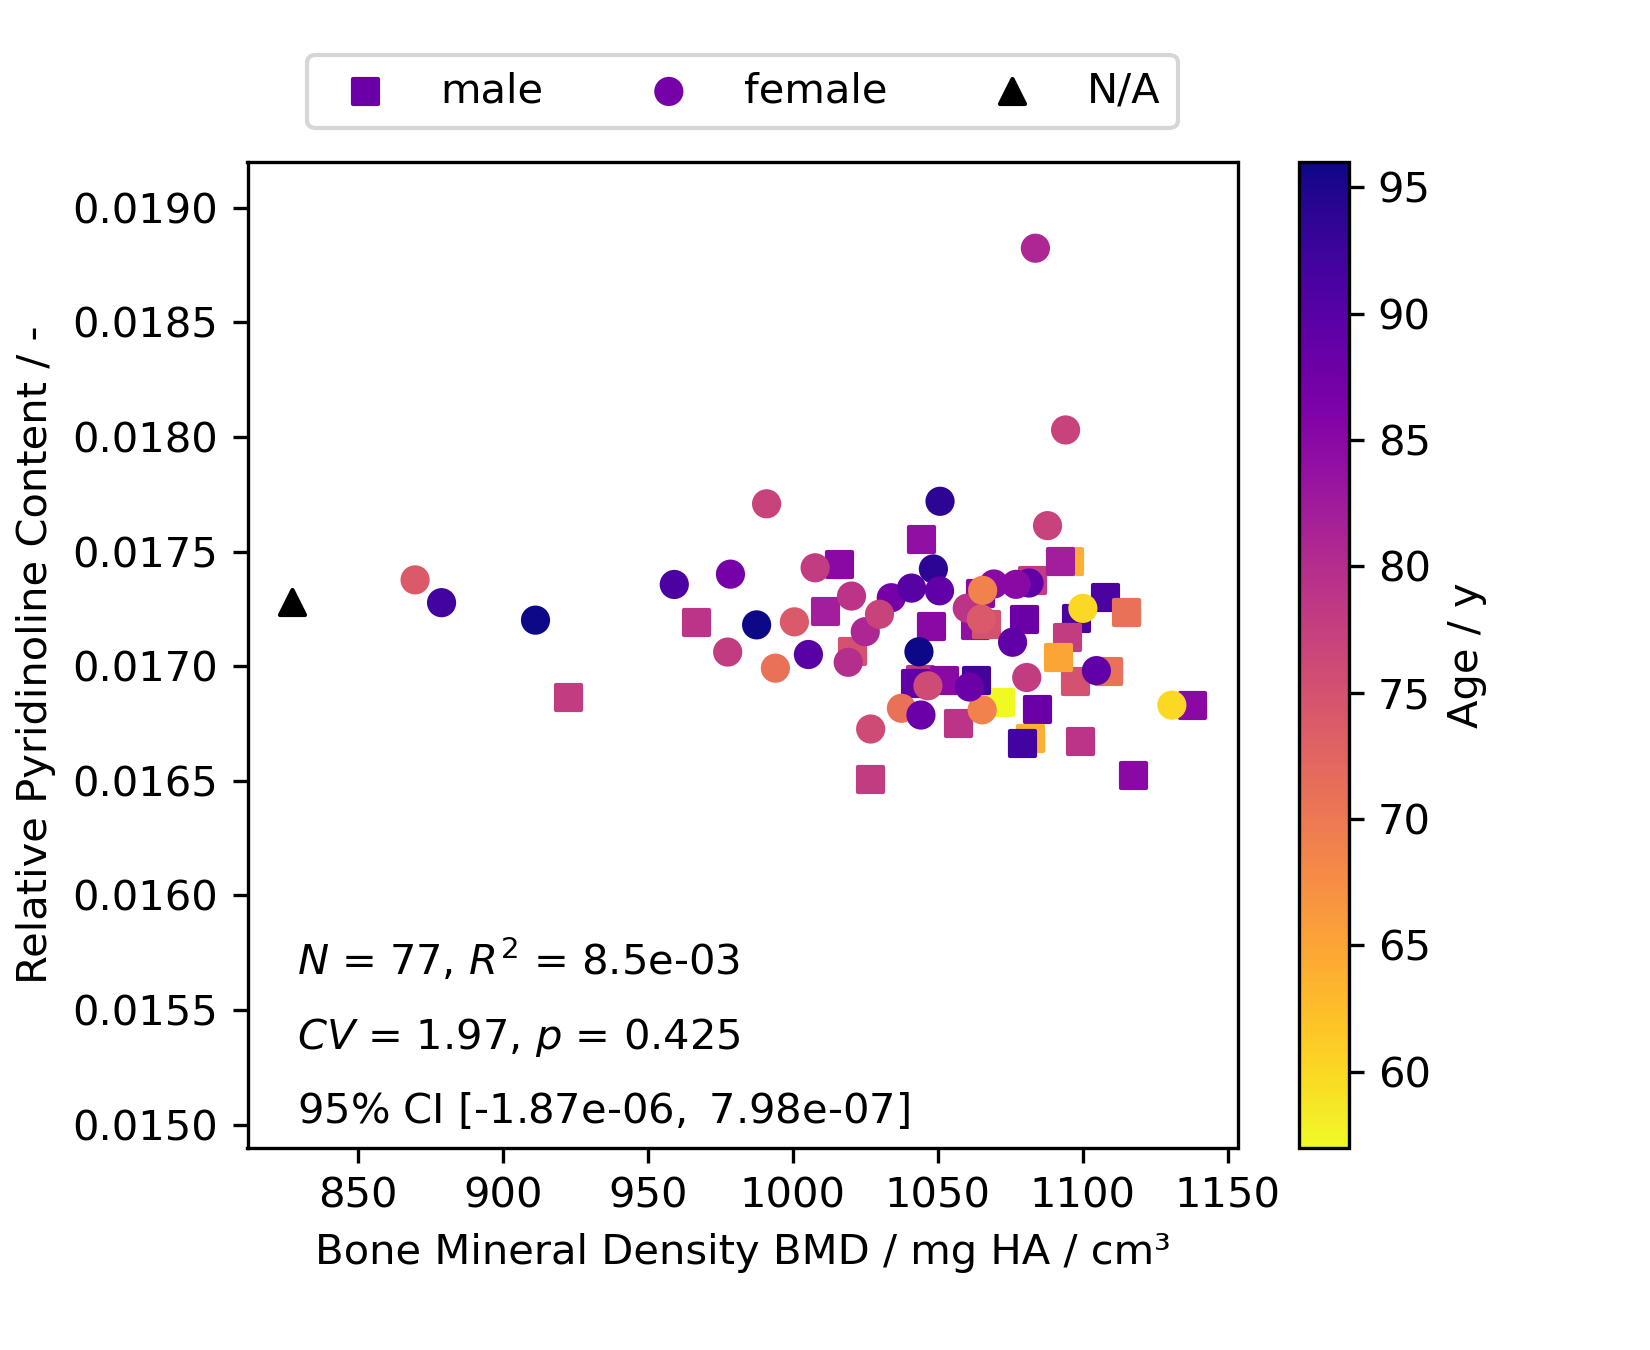 male female N/A
0.0190
0.0185
0.0180
0.0175
0.0170
0.0165
0.0160
0.0155
0.0150
Relative Pyridinoline Content / -
N = 77, R² = 8.5e-03
CV = 1.97, p = 0.425
95% CI [-1.87e-06, 7.98e-07]
850 900 950 1000 1050 1100 1150
Bone Mineral Density BMD / mg HA / cm³
95
90
85
80
75
70
65
60
Age / y